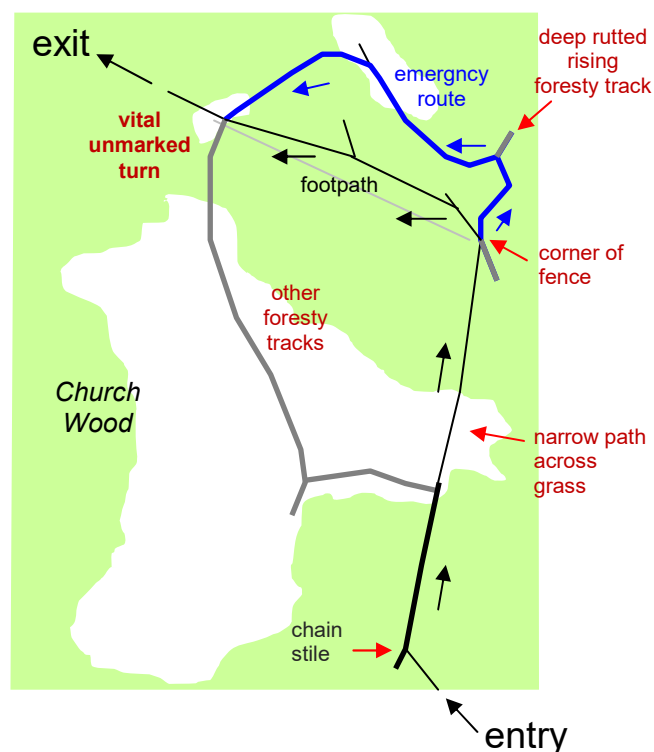 exit
deep rutted
rising
foresty track
emergncy
route
vital
unmarked
turn
footpath
corner of
fence
other
foresty
tracks
Church
Wood
narrow path
across
grass
chain
stile
entry